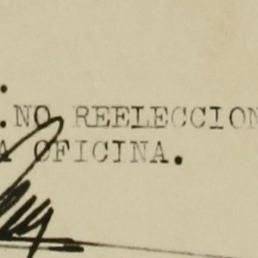 . NO REELECCION
A OFICINA.